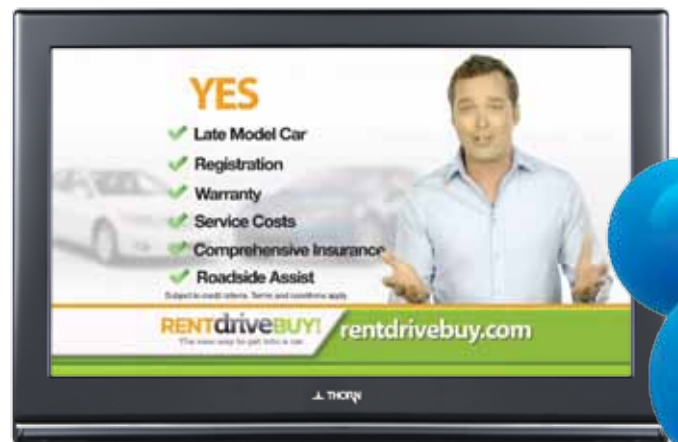 YES
Late Model Car
Registration
Warranty
Service Costs
Comprehensive Insurance
Roadside Assist
Subject to credit criteria. Terms and conditions apply.
RENTdriveBUY!
The new way to get into a car
rentdrivebuy.com
THORN